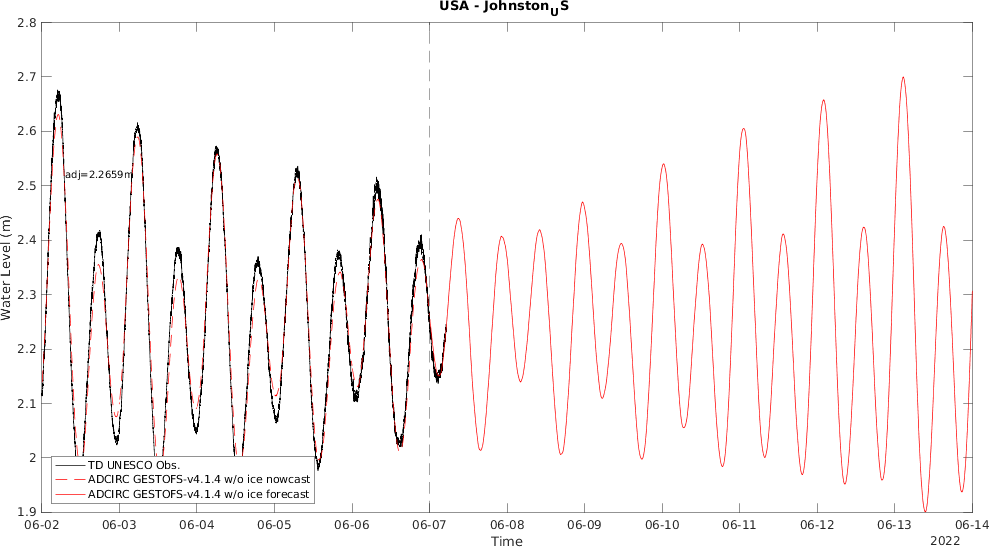 USA - Johnston_US
2.8
2.7
2.6
2.5
2.4
2.3
2.2
2.1
2
1.9
Water Level (m)
adj=2.2659m
TD UNESCO Obs.
ADCIRC GESTOFS-v4.1.4 w/o ice nowcast
ADCIRC GESTOFS-v4.1.4 w/o ice forecast
06-02 06-03 06-04 06-05 06-06 06-07 06-08 06-09 06-10 06-11 06-12 06-13 06-14
Time
2022